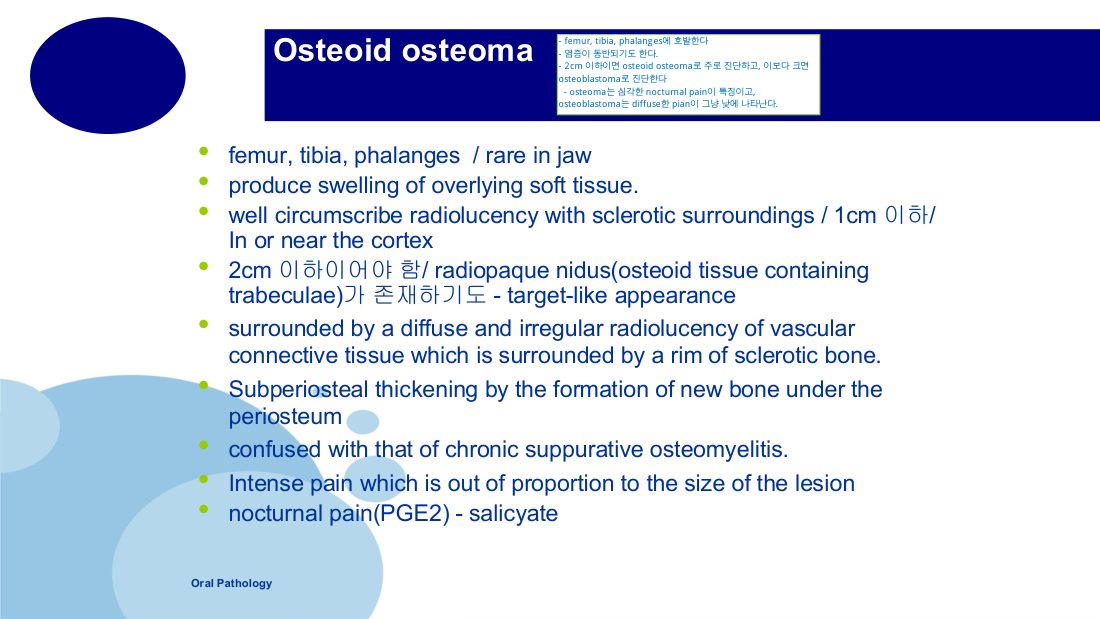 Osteoid osteoma
- femur, tibia, phalanges에 호발한다
- 염증이 동반되기도 한다.
- 2cm 이하이면 osteoid osteoma로 주로 진단하고, 이보다 크면
osteoblastoma로 진단한다
- osteoma는 심각한 nocturnal pain이 특징이고,
osteoblastoma는 diffuse한 pian이 그냥 낮에 나타난다.
• femur, tibia, phalanges / rare in jaw
• produce swelling of overlying soft tissue.
• well circumscribe radiolucency with sclerotic surroundings / 1cm 이하/
In or near the cortex
• 2cm 이하이어야 함/ radiopaque nidus(osteoid tissue containing
trabeculae)가 존재하기도 - target-like appearance
• surrounded by a diffuse and irregular radiolucency of vascular
connective tissue which is surrounded by a rim of sclerotic bone.
• Subperiosteal thickening by the formation of new bone under the
periosteum
• confused with that of chronic suppurative osteomyelitis.
• Intense pain which is out of proportion to the size of the lesion
• nocturnal pain(PGE2) - salicyate
Oral Pathology